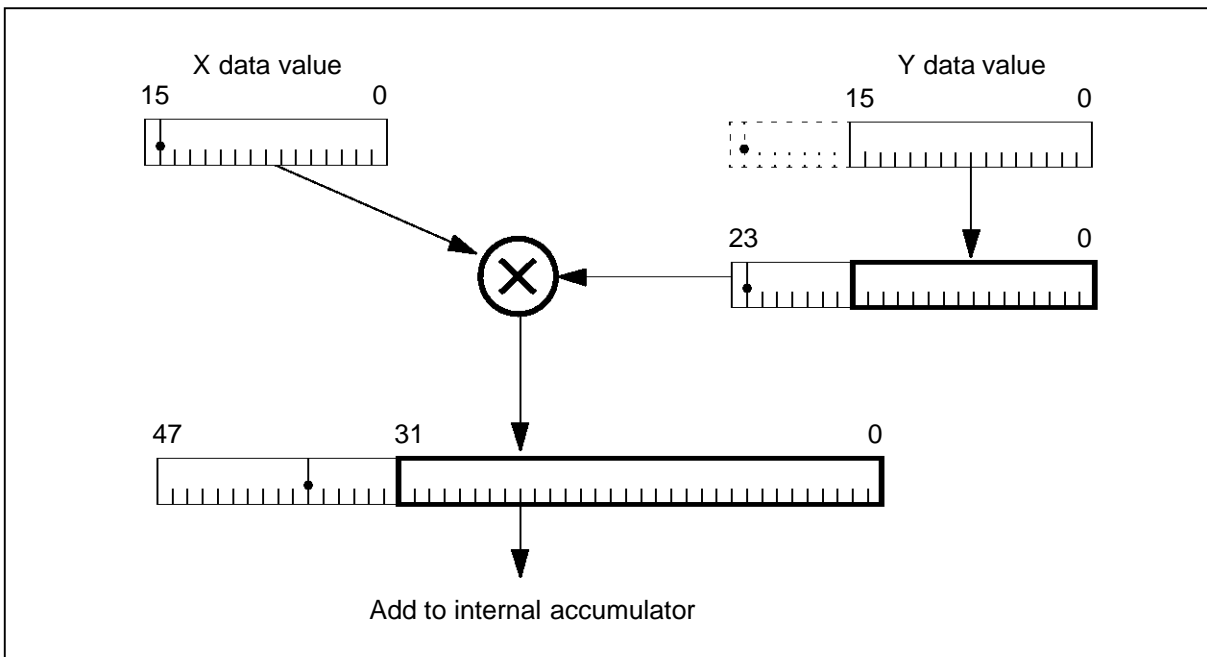 X data value
Y data value
15 0
15 0
23 0
47 31 0
Add to internal accumulator